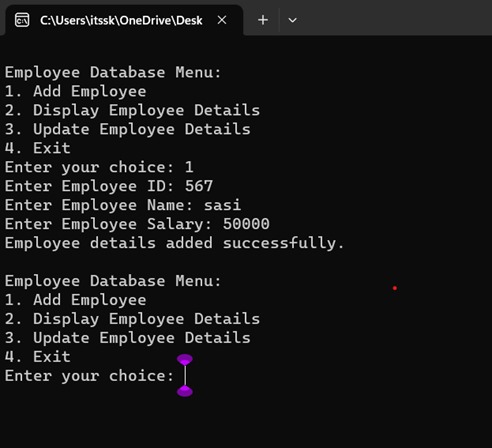 C:\Users\itssk\OneDrive\Desk
Employee Database Menu:
1. Add Employee
2. Display Employee Details
3. Update Employee Details
4. Exit
Enter your choice: 1
Enter Employee ID: 567
Enter Employee Name: sasi
Enter Employee Salary: 50000
Employee details added successfully.
Employee Database Menu:
1. Add Employee
2. Display Employee Details
3. Update Employee Details
4. Exit
Enter your choice: